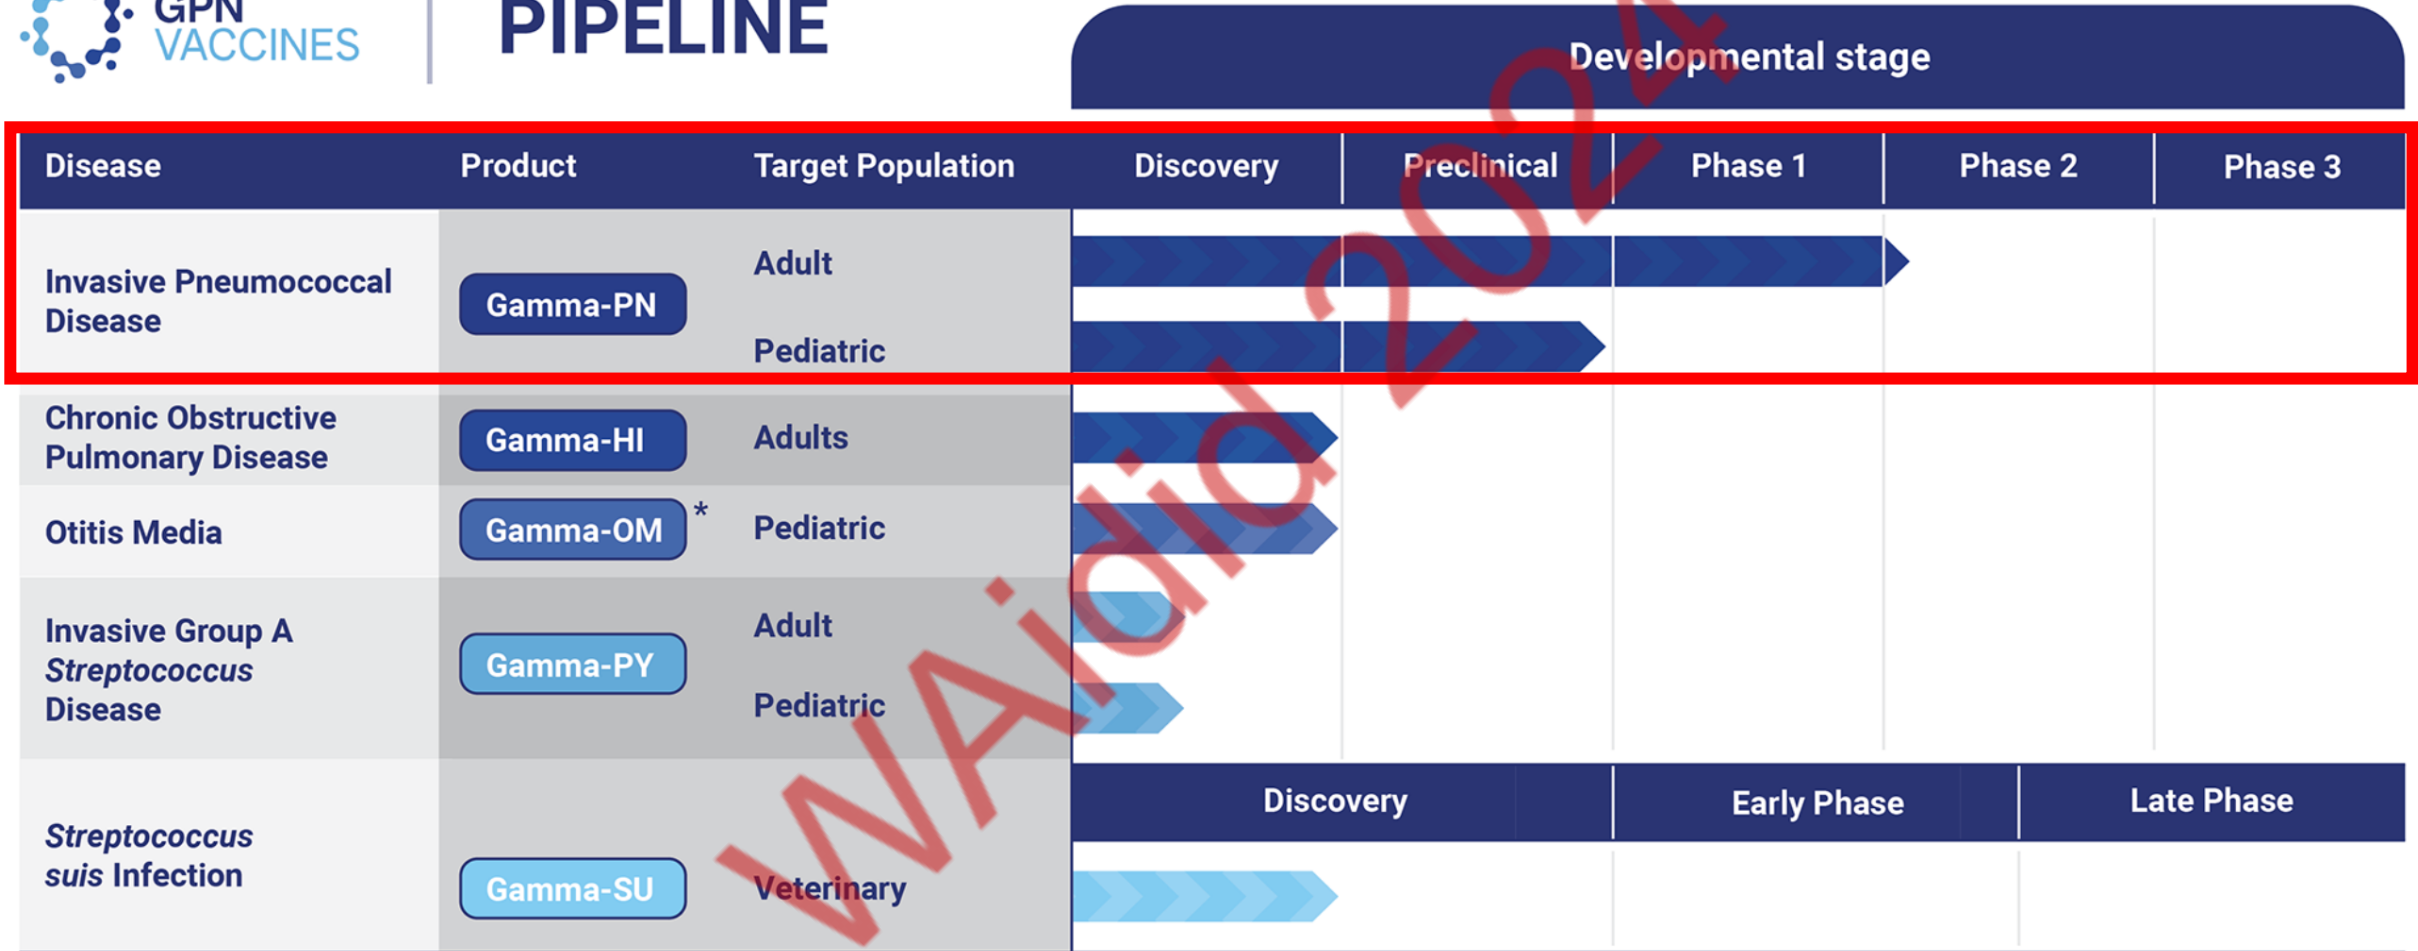 GPN
VACCINES
PIPELINE
Developmental stage
Disease Product Target Population Discovery Preclinical Phase 1 Phase 2 Phase 3
Invasive Pneumococcal
Disease
Gamma-PN
Adult
Pediatric
Chronic Obstructive
Pulmonary Disease
Gamma-HI
Adults
Otitis Media
Gamma-OM *
Pediatric
Invasive Group A
Streptococcus
Disease
Gamma-PY
Adult
Pediatric
Discovery Early Phase Late Phase
Streptococcus
suis Infection
Gamma-SU
Veterinary
WAidid 2024